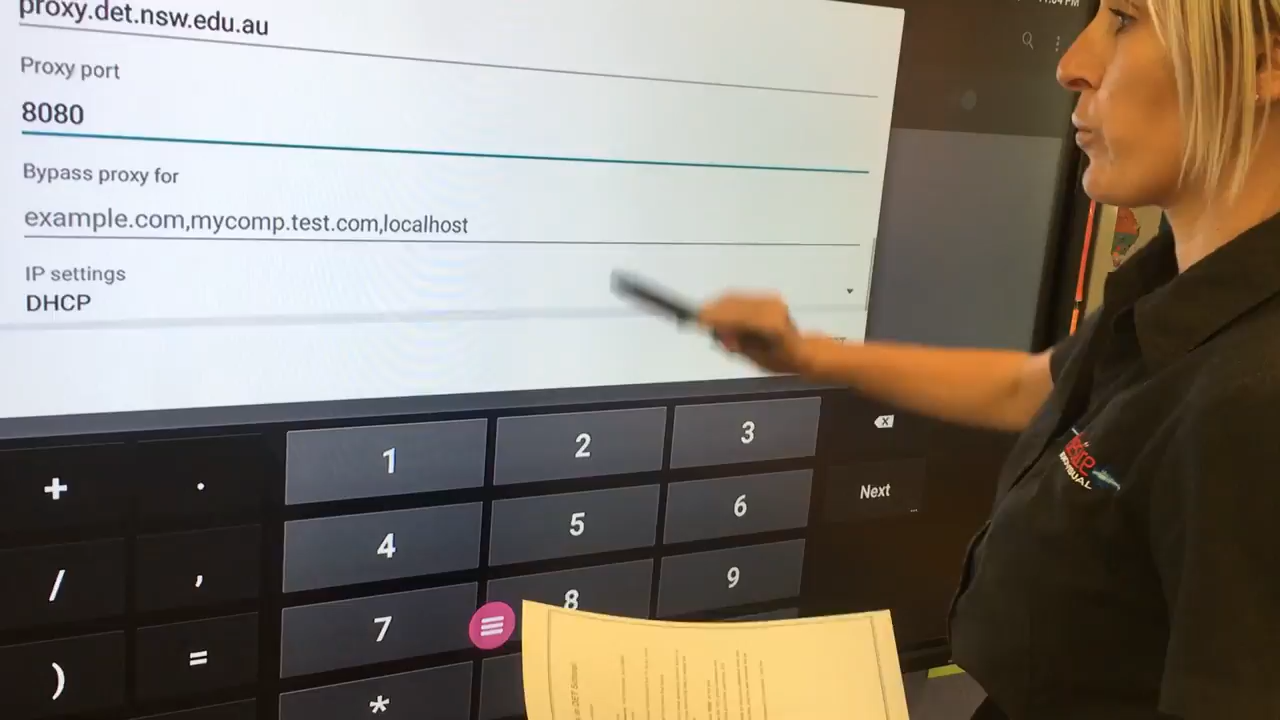 proxy.det.nsw.edu.au
Proxy port
8080
Bypass proxy for
example.com,mycomp.test.com,localhost
IP settings
DHCP
+ . 1 2 3
Next
/ , 4 5 6
) = 7 8 9
*